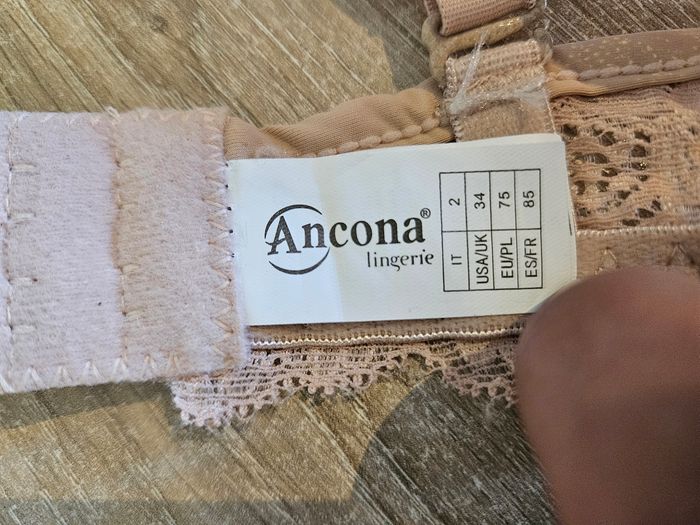 Ancona®
lingerie
IT 2
USA/UK 34
EU/PL 75
ES/FR 85